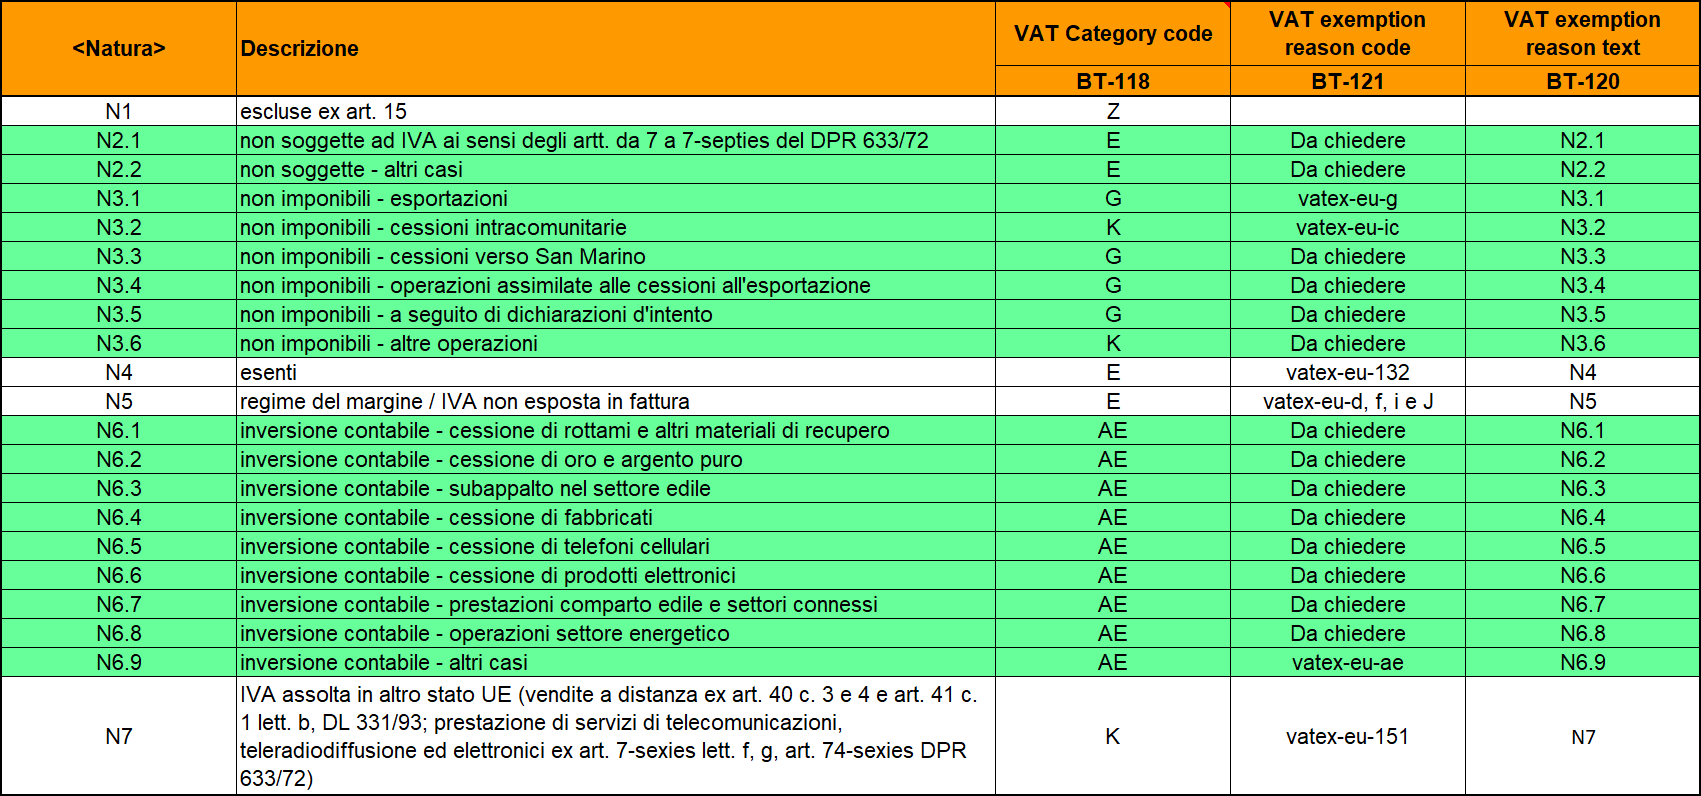 <Natura> Descrizione VAT Category code VAT exemption reason code VAT exemption reason text
BT-118 BT-121 BT-120
N1 escluse ex art. 15 Z
N2.1 non soggette ad IVA ai sensi degli artt. da 7 a 7-septies del DPR 633/72 E Da chiedere N2.1
N2.2 non soggette - altri casi E Da chiedere N2.2
N3.1 non imponibili - esportazioni G vatex-eu-g N3.1
N3.2 non imponibili - cessioni intracomunitarie K vatex-eu-ic N3.2
N3.3 non imponibili - cessioni verso San Marino G Da chiedere N3.3
N3.4 non imponibili - operazioni assimilate alle cessioni all'esportazione G Da chiedere N3.4
N3.5 non imponibili - a seguito di dichiarazioni d'intento G Da chiedere N3.5
N3.6 non imponibili - altre operazioni K Da chiedere N3.6
N4 esenti E vatex-eu-132 N4
N5 regime del margine / IVA non esposta in fattura E vatex-eu-d, f, i e J N5
N6.1 inversione contabile - cessione di rottami e altri materiali di recupero AE Da chiedere N6.1
N6.2 inversione contabile - cessione di oro e argento puro AE Da chiedere N6.2
N6.3 inversione contabile - subappalto nel settore edile AE Da chiedere N6.3
N6.4 inversione contabile - cessione di fabbricati AE Da chiedere N6.4
N6.5 inversione contabile - cessione di telefoni cellulari AE Da chiedere N6.5
N6.6 inversione contabile - cessione di prodotti elettronici AE Da chiedere N6.6
N6.7 inversione contabile - prestazioni comparto edile e settori connessi AE Da chiedere N6.7
N6.8 inversione contabile - operazioni settore energetico AE Da chiedere N6.8
N6.9 inversione contabile - altri casi AE vatex-eu-ae N6.9
N7 IVA assolta in altro stato UE (vendite a distanza ex art. 40 c. 3 e 4 e art. 41 c.
1 lett. b, DL 331/93; prestazione di servizi di telecomunicazioni,
teleradiodiffusione ed elettronici ex art. 7-sexies lett. f, g, art. 74-sexies DPR
633/72) K vatex-eu-151 N7